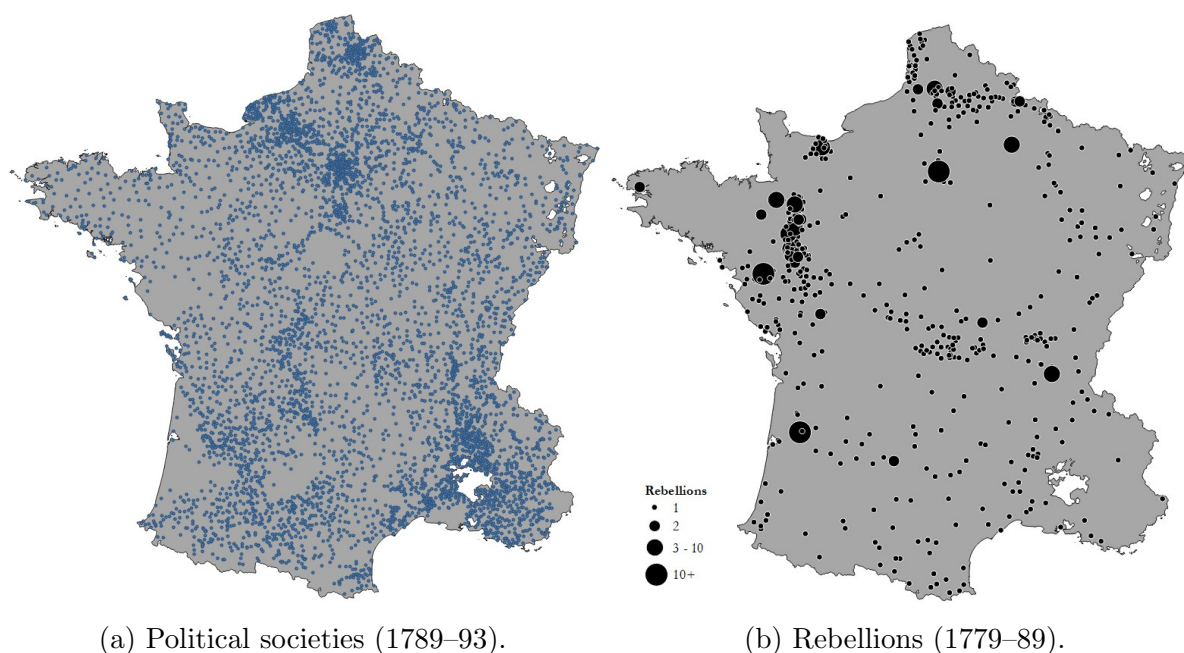 Rebellions
1
2
3 - 10
10+
(a) Political societies (1789–93).
(b) Rebellions (1779–89).